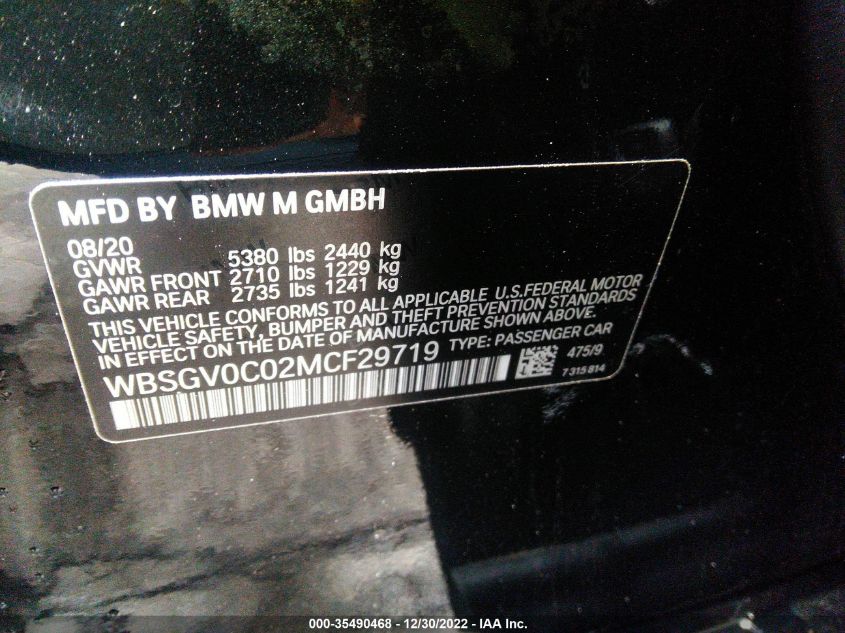 MFD BY BMW M GMBH
08/20
GVWR 5380 lbs 2440 kg
GAWR FRONT 2710 lbs 1229 kg
GAWR REAR 2735 lbs 1241 kg
THIS VEHICLE CONFORMS TO ALL APPLICABLE U.S.FEDERAL MOTOR
VEHICLE SAFETY, BUMPER AND THEFT PREVENTION STANDARDS
IN EFFECT ON THE DATE OF MANUFACTURE SHOWN ABOVE.
WBSGV0C02MCF29719 TYPE: PASSENGER CAR
475/9
7 315 814
000-35490468 - 12/30/2022 - IAA Inc.